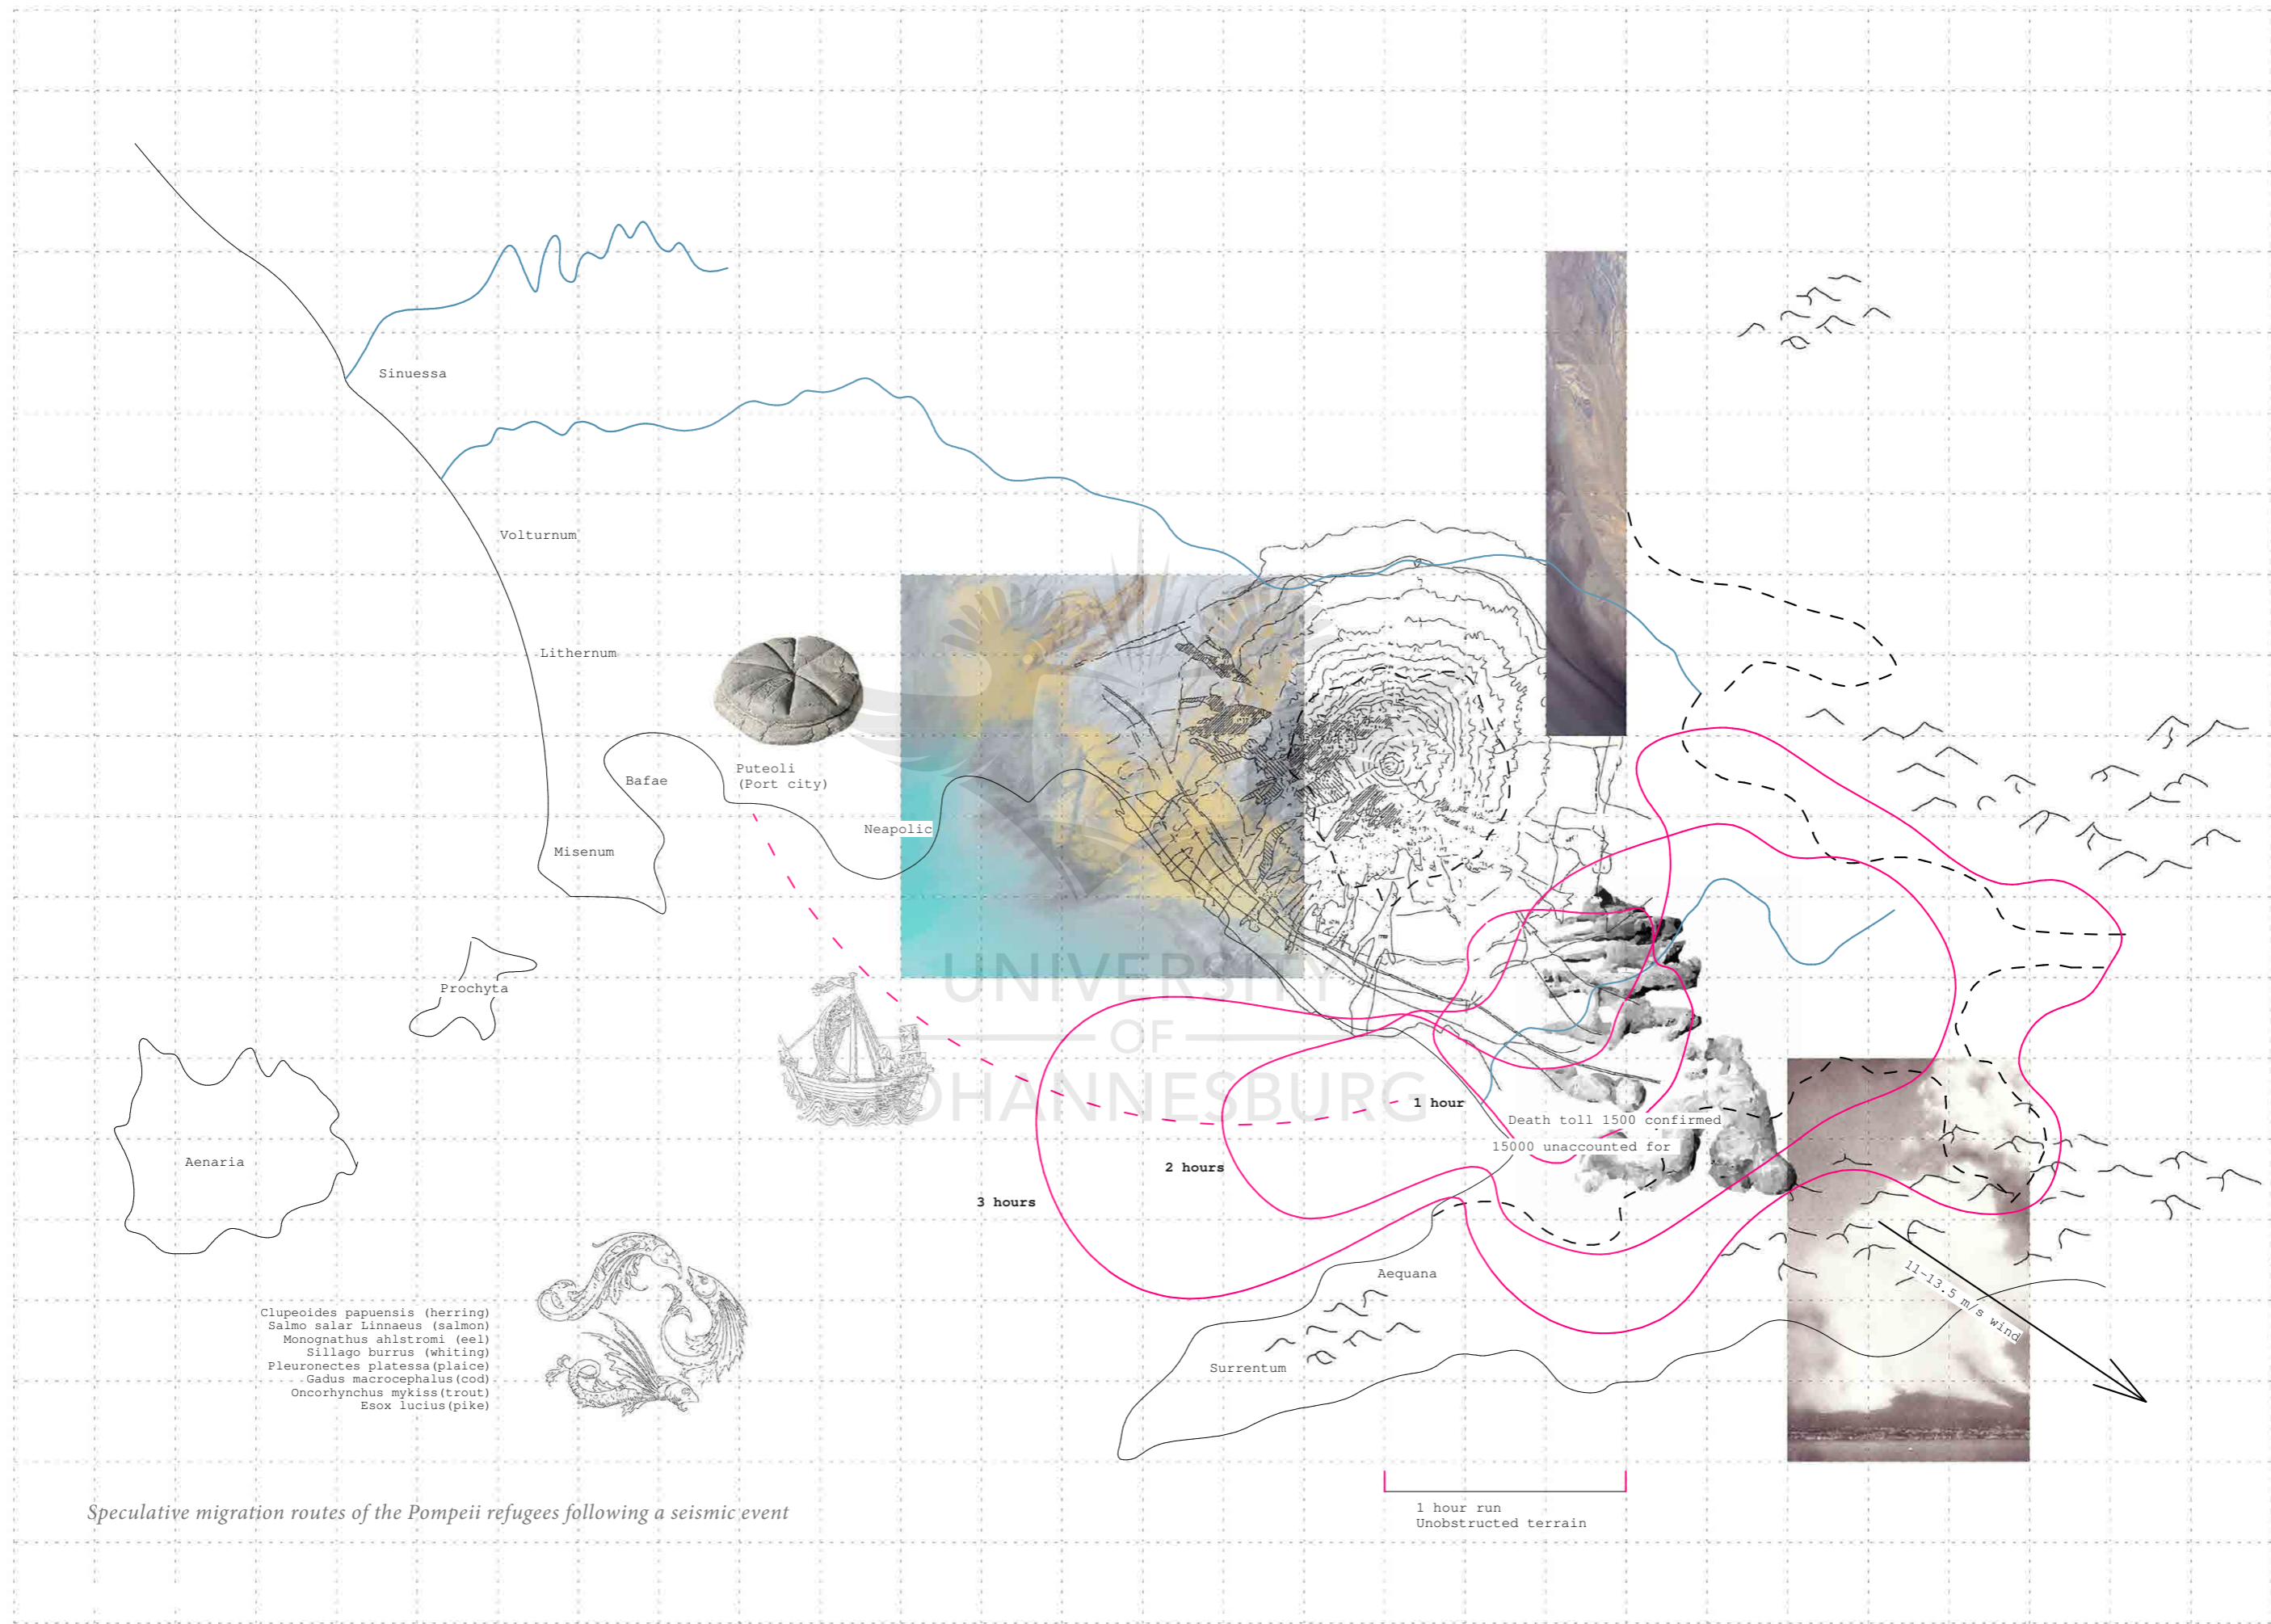 Sinuessa
Volturnum
Lithernum
Puteoli
(Port city)
Bafae
Neapolic
Misenum
Prochyta
UNIVERSITY
OF
JOHANNESBURG
1 hour
Death toll 1500 confirmed
15000 unaccounted for
2 hours
Aenaria
3 hours
Aequana
11-13.5 m/s wind
Surrentum
Clupeoides papuensis (herring)
Salmo salar Linnaeus (salmon)
Monognathus ahlstromi (eel)
Sillago burrus (whiting)
Pleuronectes platessa(plaice)
Gadus macrocephalus(cod)
Oncorhynchus mykiss(trout)
Esox lucius(pike)
1 hour run
Unobstructed terrain
Speculative migration routes of the Pompeii refugees following a seismic event